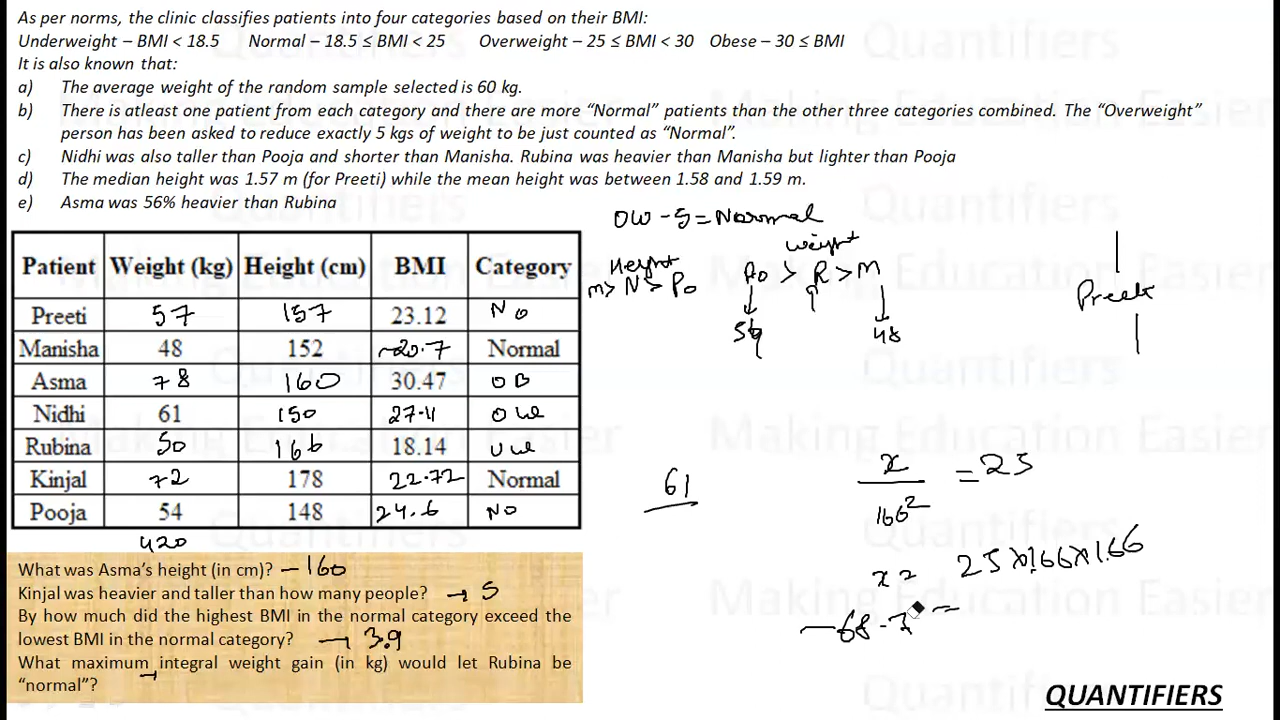 As per norms, the clinic classifies patients into four categories based on their BMI:
Underweight – BMI < 18.5 Normal – 18.5 ≤ BMI < 25 Overweight – 25 ≤ BMI < 30 Obese – 30 ≤ BMI
It is also known that:
a) The average weight of the random sample selected is 60 kg.
b) There is atleast one patient from each category and there are more “Normal” patients than the other three categories combined. The “Overweight”
person has been asked to reduce exactly 5 kgs of weight to be just counted as “Normal”.
c) Nidhi was also taller than Pooja and shorter than Manisha. Rubina was heavier than Manisha but lighter than Pooja
d) The median height was 1.57 m (for Preeti) while the mean height was between 1.58 and 1.59 m.
e) Asma was 56% heavier than Rubina
OW - 5 = Normal
Height
M > N > Po
weight
Po > R > M
54
48
Preeti
Patient Weight (kg) Height (cm) BMI Category
Preeti 57 157 23.12 No
Manisha 48 152 ~20.7 Normal
Asma 78 160 30.47 OB
Nidhi 61 150 27.11 OW
Rubina 50 166 18.14 UW
Kinjal 72 178 22.72 Normal
Pooja 54 148 24.6 No
420
61
x / 166² = 25
x = 25 x 1.66 x 1.66
~68.7
What was Asma’s height (in cm)? – 160
Kinjal was heavier and taller than how many people? → 5
By how much did the highest BMI in the normal category exceed the
lowest BMI in the normal category? → 3.9
What maximum integral weight gain (in kg) would let Rubina be
“normal”?
QUANTIFIERS
Quantifiers
Making Education Easier